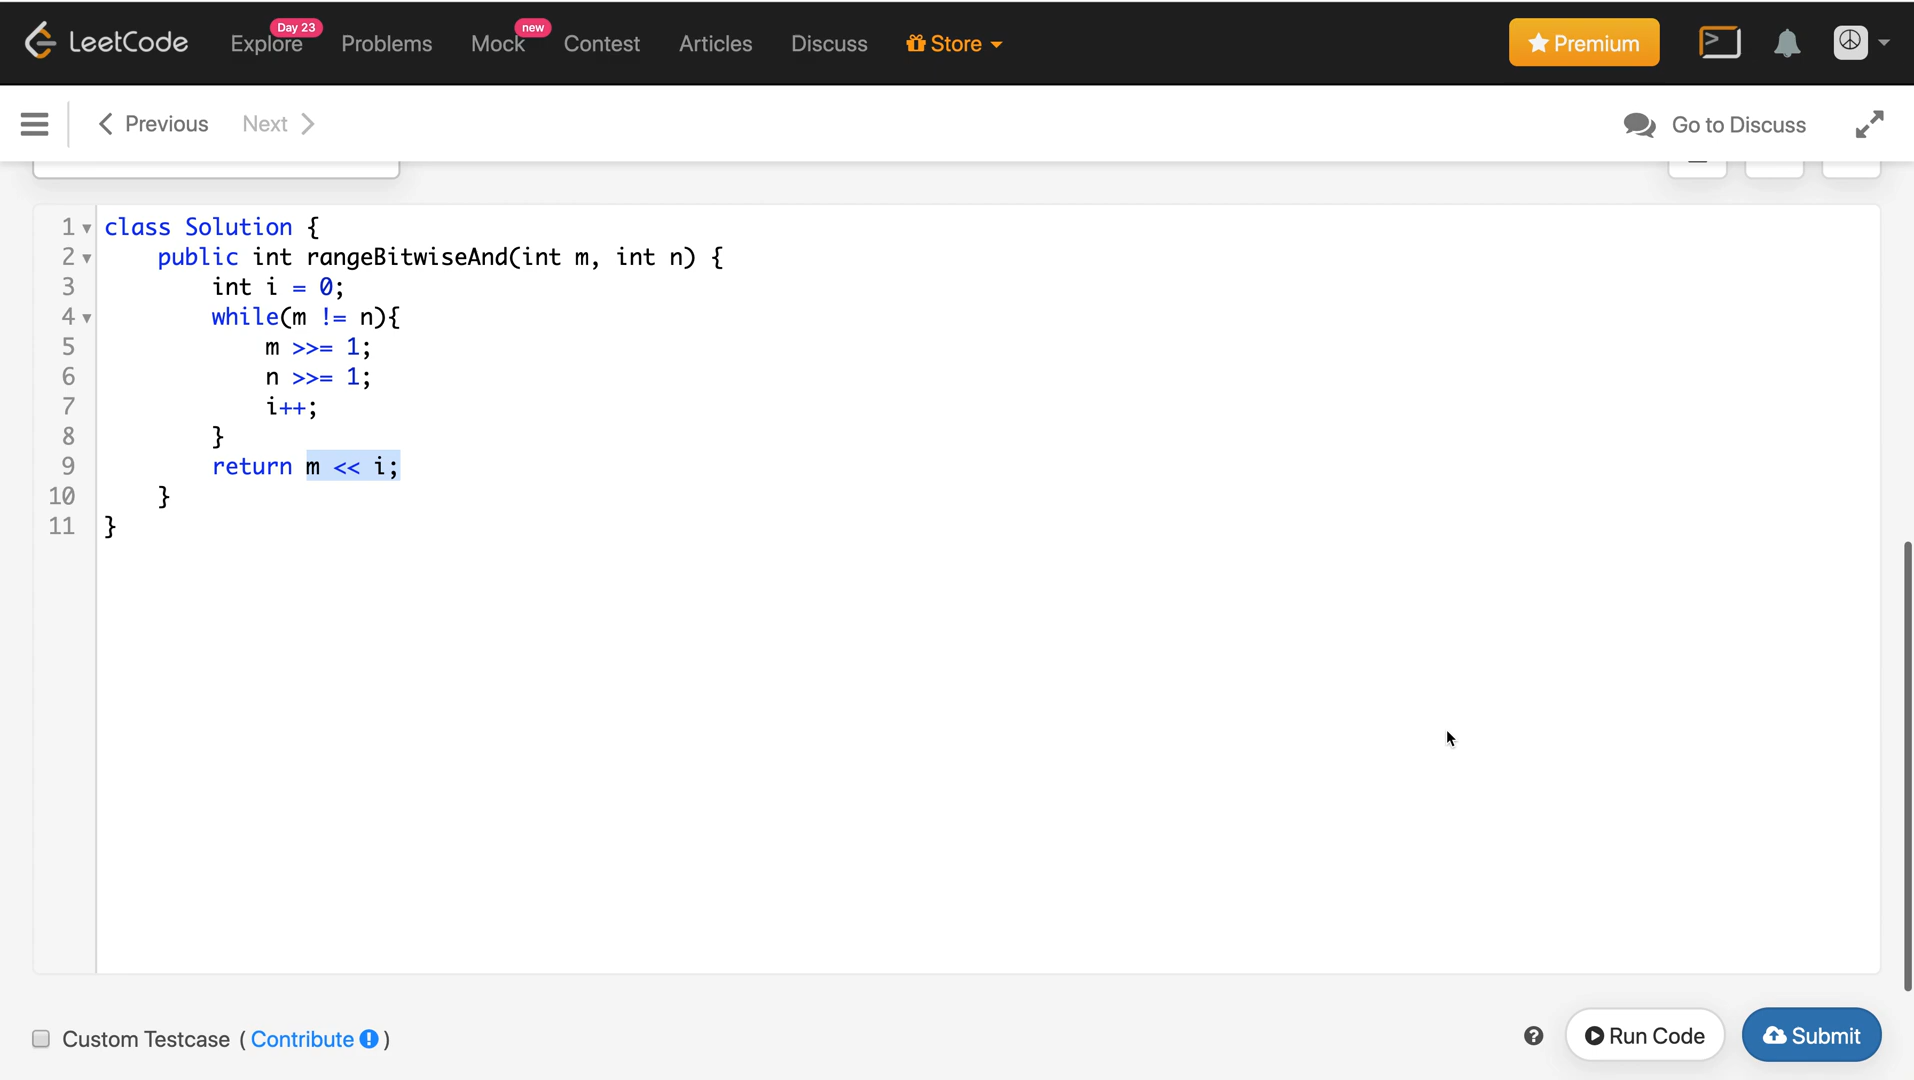 LeetCode Explore Day 23 Problems Mock new Contest Articles Discuss Store Premium
Previous Next Go to Discuss
1 class Solution {
2 public int rangeBitwiseAnd(int m, int n) {
3 int i = 0;
4 while(m != n){
5 m >>= 1;
6 n >>= 1;
7 i++;
8 }
9 return m << i;
10 }
11 }
Custom Testcase ( Contribute ) Run Code Submit